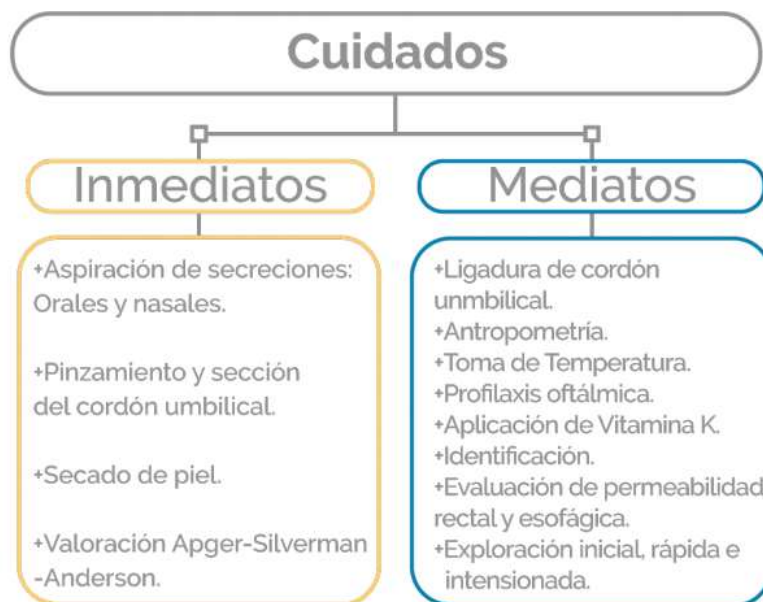 Cuidados
Inmediatos
+Aspiración de secreciones:
Orales y nasales.
+Pinzamiento y sección
del cordón umbilical.
+Secado de piel.
+Valoración Apger-Silverman
-Anderson.
Mediatos
+Ligadura de cordón
unmbilical.
+Antropometría.
+Toma de Temperatura.
+Profilaxis oftálmica.
+Aplicación de Vitamina K.
+Identificación.
+Evaluación de permeabilidad
rectal y esofágica.
+Exploración inicial, rápida e
intensionada.